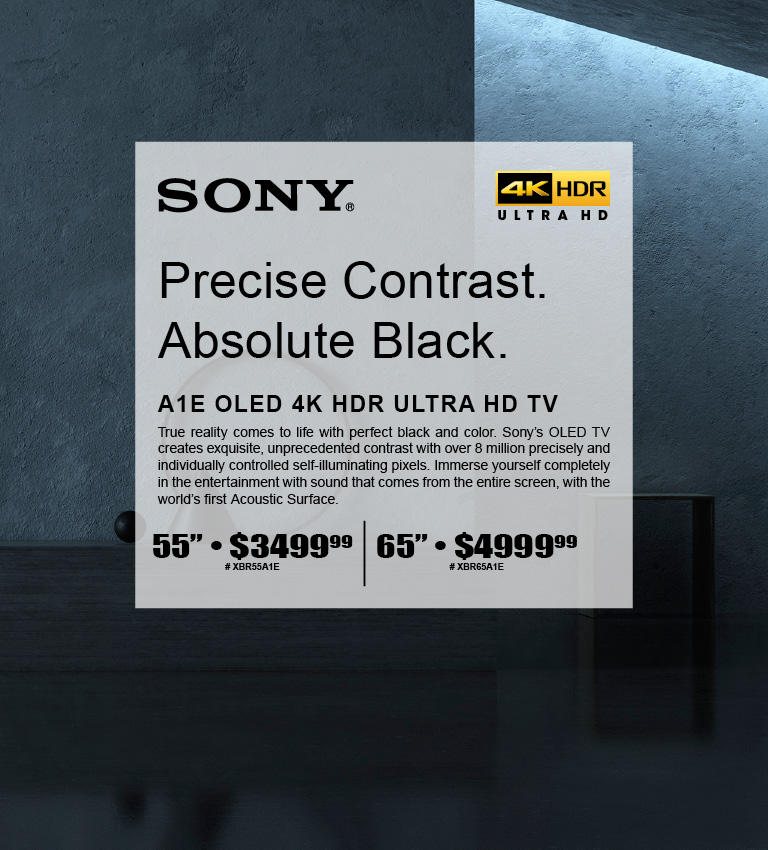 SONY®
4K HDR
ULTRA HD
Precise Contrast.
Absolute Black.
A1E OLED 4K HDR ULTRA HD TV
True reality comes to life with perfect black and color. Sony’s OLED TV
creates exquisite, unprecedented contrast with over 8 million precisely and
individually controlled self-illuminating pixels. Immerse yourself completely
in the entertainment with sound that comes from the entire screen, with the
world’s first Acoustic Surface.
55” • $349999
# XBR55A1E
65” • $499999
# XBR65A1E